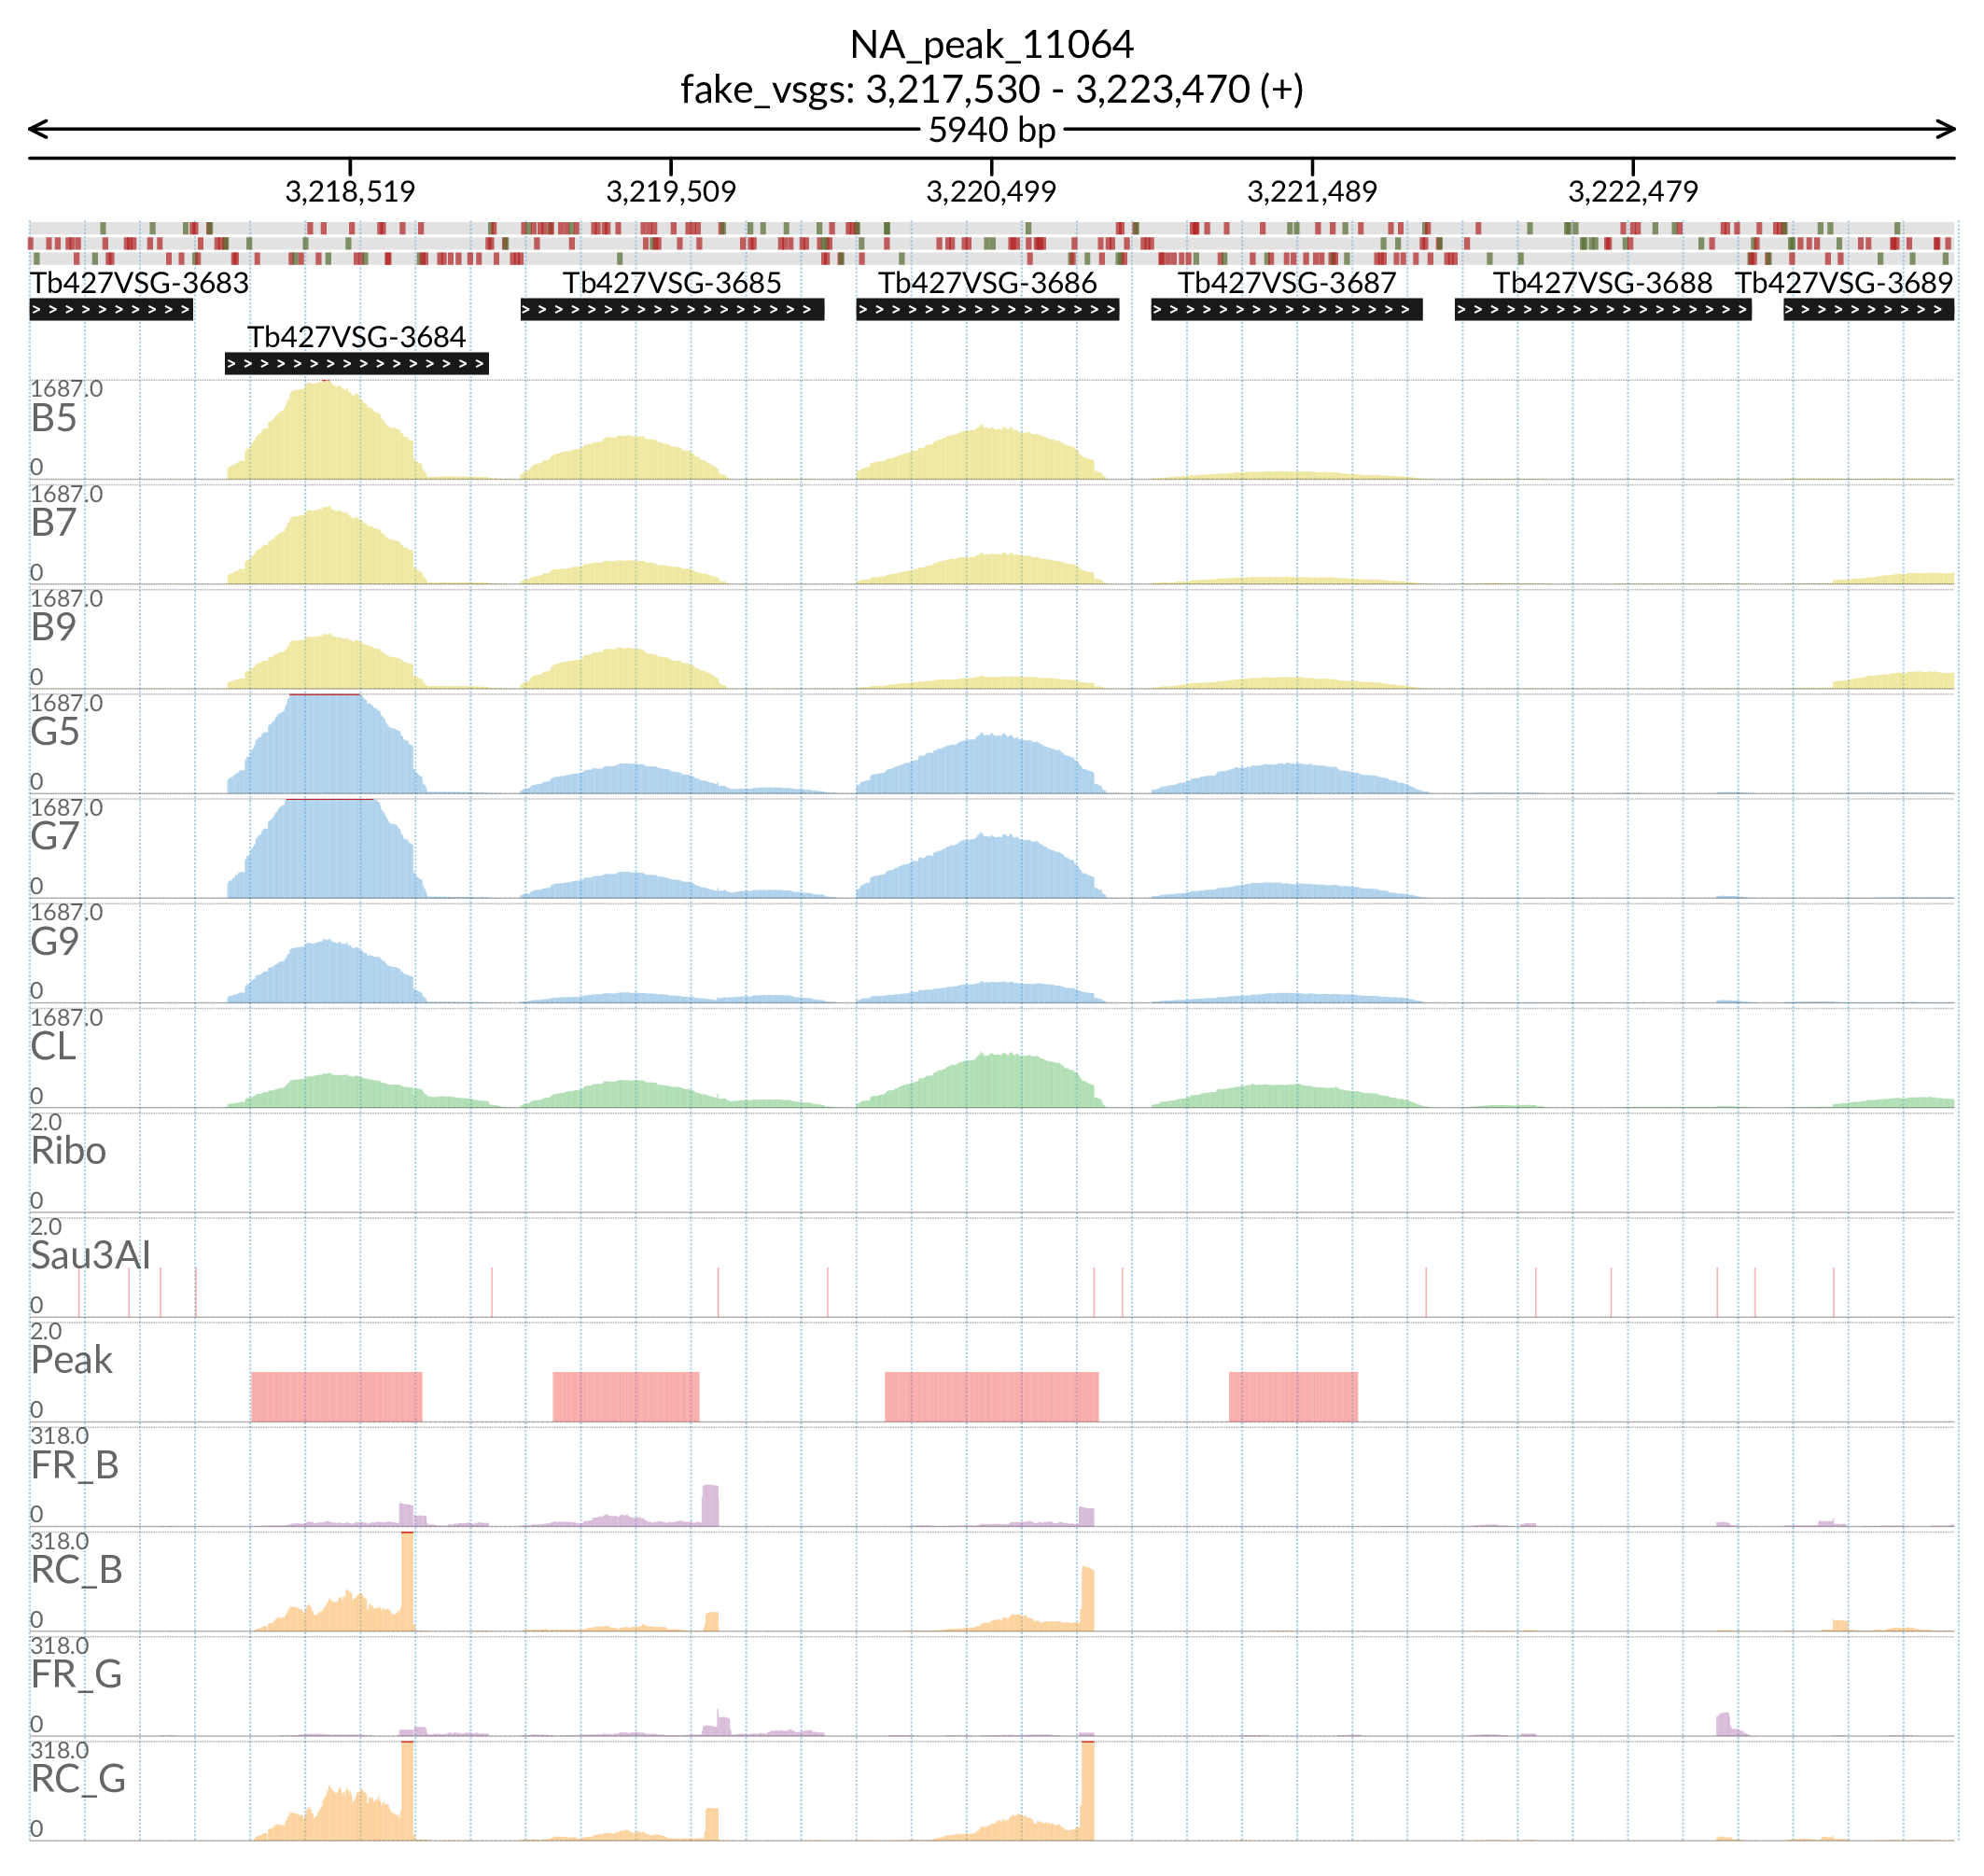 NA_peak_11064
fake_vsgs: 3,217,530 - 3,223,470 (+)
5940 bp
3,218,519 3,219,509 3,220,499 3,221,489 3,222,479
Tb427VSG-3683 Tb427VSG-3685 Tb427VSG-3686 Tb427VSG-3687 Tb427VSG-3688 Tb427VSG-3689
Tb427VSG-3684
1687.0
B5
0
1687.0
B7
0
1687.0
B9
0
1687.0
G5
0
1687.0
G7
0
1687.0
G9
0
1687.0
CL
0
2.0
Ribo
0
2.0
Sau3AI
0
2.0
Peak
0
318.0
FR_B
0
318.0
RC_B
0
318.0
FR_G
0
318.0
RC_G
0